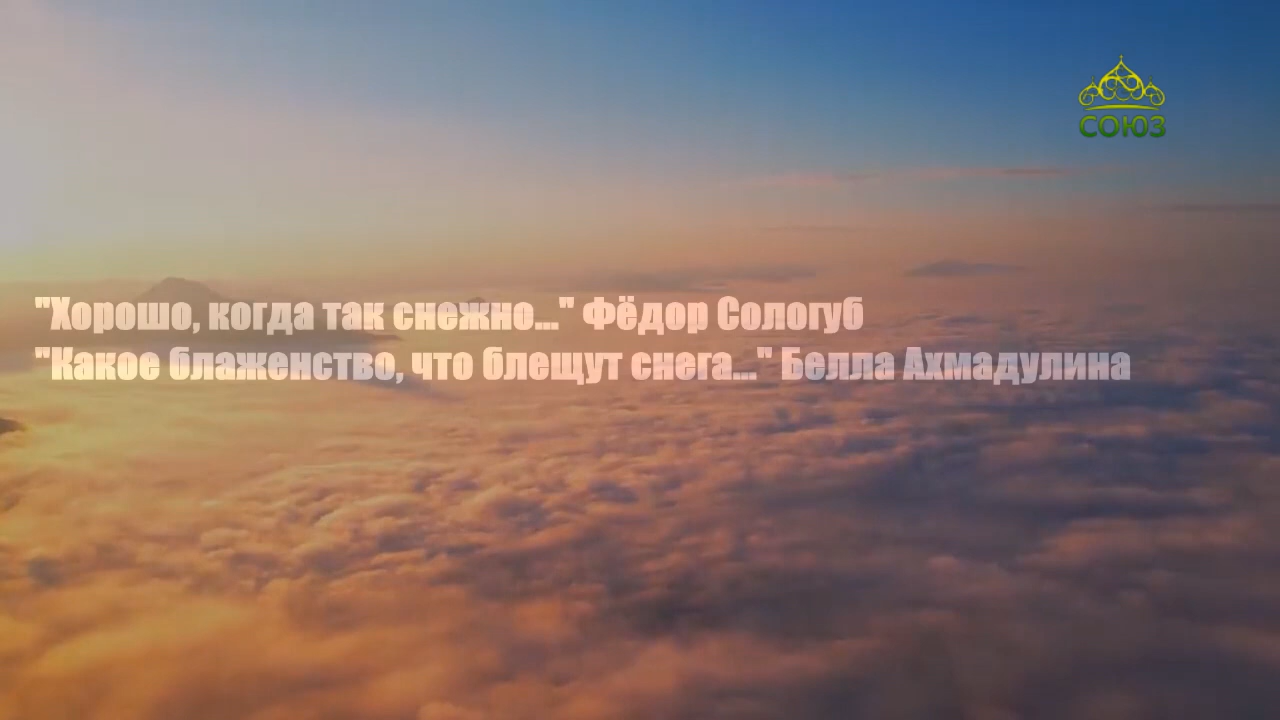 СОЮЗ
"Хорошо, когда так снежно..." Фёдор Сологуб
"Какое блаженство, что блещут снега..." Белла Ахмадулина